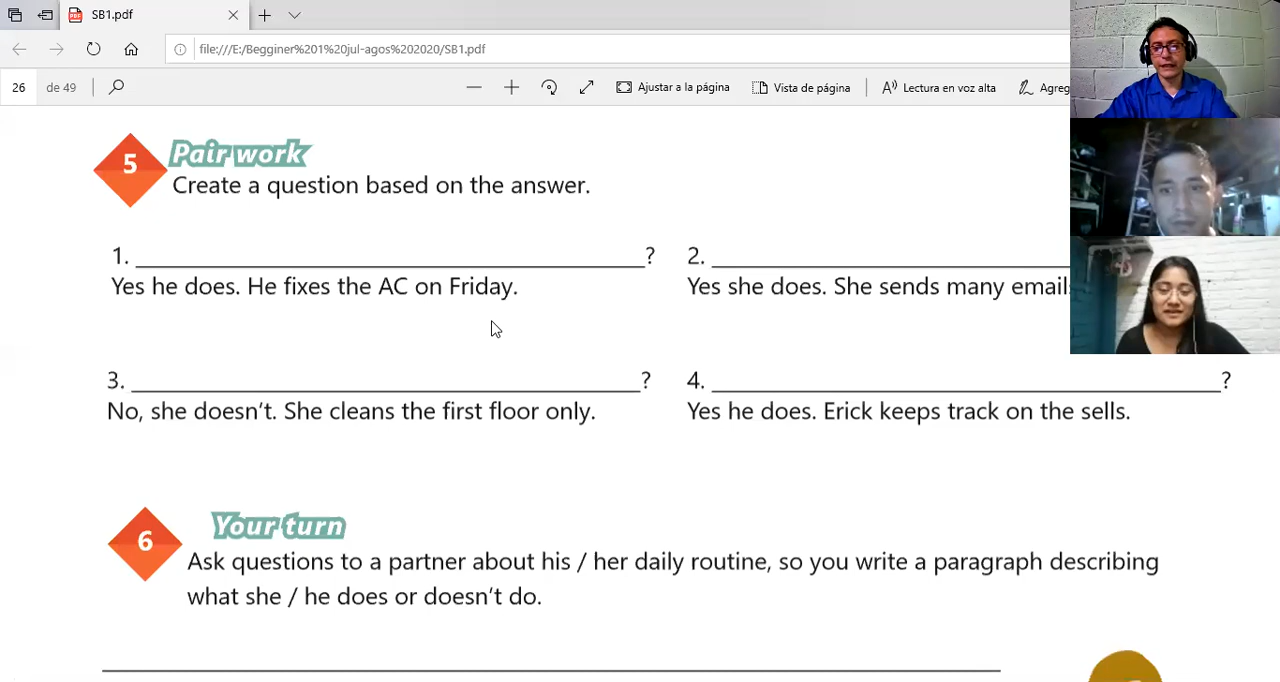 SB1.pdf
file:///E:/Begginer%201%20jul-agos%202020/SB1.pdf
26 de 49 Ajustar a la página Vista de página Lectura en voz alta
5 Pair work
Create a question based on the answer.
1. ______________________________? 2. ______________________________
Yes he does. He fixes the AC on Friday. Yes she does. She sends many
3. ______________________________? 4. ______________________________?
No, she doesn't. She cleans the first floor only. Yes he does. Erick keeps track on the sells.
6 Your turn
Ask questions to a partner about his / her daily routine, so you write a paragraph describing
what she / he does or doesn't do.